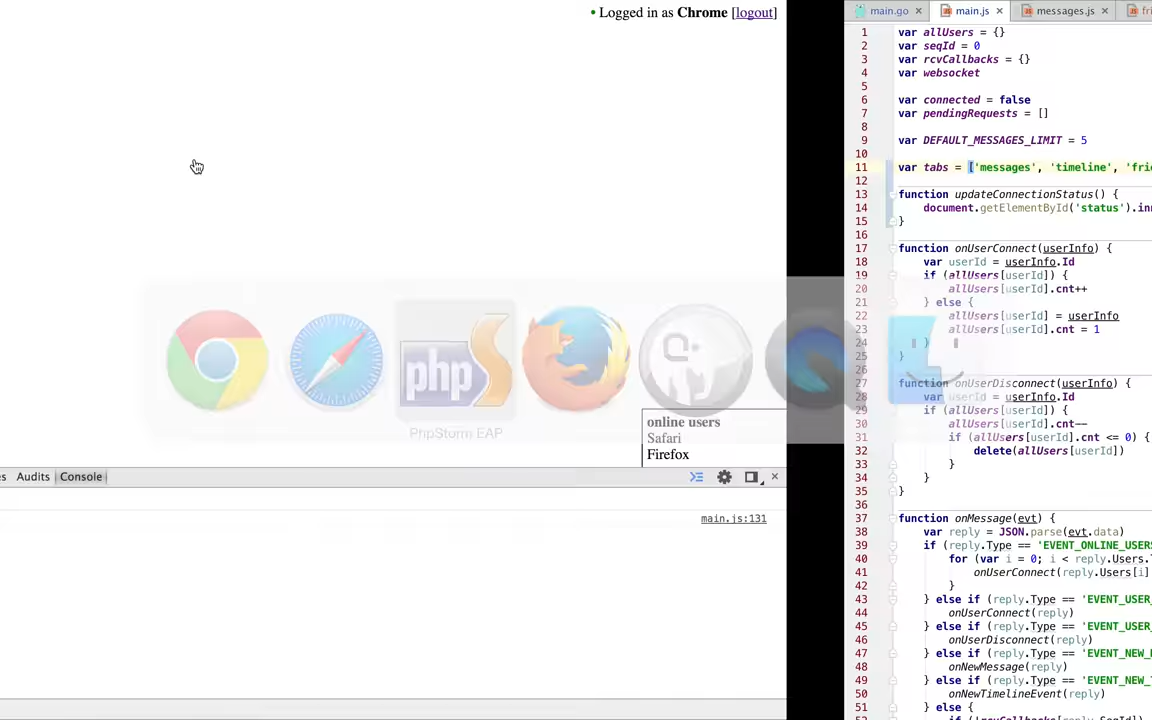 • Logged in as Chrome [logout]
online users
Safari
Firefox
Audits Console
main.js:131
PhpStorm EAP
php S
main.go × main.js × messages.js ×
1 var allUsers = {}
2 var seqId = 0
3 var rcvCallbacks = {}
4 var websocket
5
6 var connected = false
7 var pendingRequests = []
8
9 var DEFAULT_MESSAGES_LIMIT = 5
10
11 var tabs = ['messages', 'timeline', 'frie
12
13 function updateConnectionStatus() {
14 document.getElementById('status').inn
15 }
16
17 function onUserConnect(userInfo) {
18 var userId = userInfo.Id
19 if (allUsers[userId]) {
20 allUsers[userId].cnt++
21 } else {
22 allUsers[userId] = userInfo
23 allUsers[userId].cnt = 1
24 }
25 }
26
27 function onUserDisconnect(userInfo) {
28 var userId = userInfo.Id
29 if (allUsers[userId]) {
30 allUsers[userId].cnt--
31 if (allUsers[userId].cnt <= 0) {
32 delete(allUsers[userId])
33 }
34 }
35 }
36
37 function onMessage(evt) {
38 var reply = JSON.parse(evt.data)
39 if (reply.Type == 'EVENT_ONLINE_USERS
40 for (var i = 0; i < reply.Users.
41 onUserConnect(reply.Users[i]
42 }
43 } else if (reply.Type == 'EVENT_USER_
44 onUserConnect(reply)
45 } else if (reply.Type == 'EVENT_USER_
46 onUserDisconnect(reply)
47 } else if (reply.Type == 'EVENT_NEW_
48 onNewMessage(reply)
49 } else if (reply.Type == 'EVENT_NEW_
50 onNewTimelineEvent(reply)
51 } else {